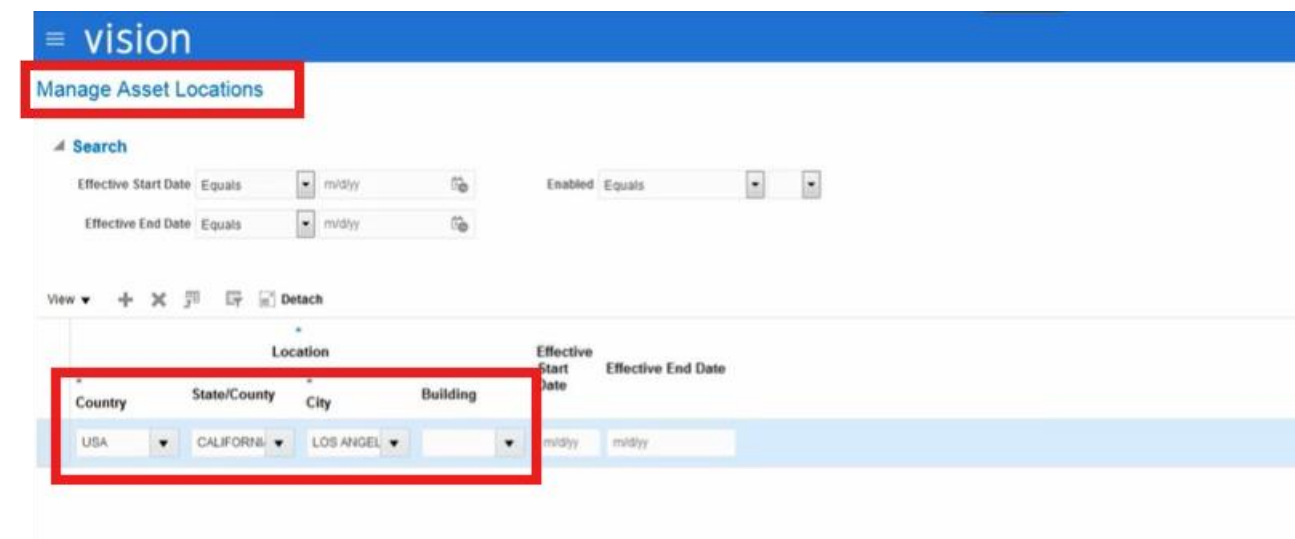 vision
Manage Asset Locations
Search
Effective Start Date Equals m/d/yy Enabled Equals
Effective End Date Equals m/d/yy
View Detach
*
Location Effective Start Date Effective End Date
* Country State/County * City Building
USA CALIFORNI LOS ANGEL m/d/yy m/d/yy